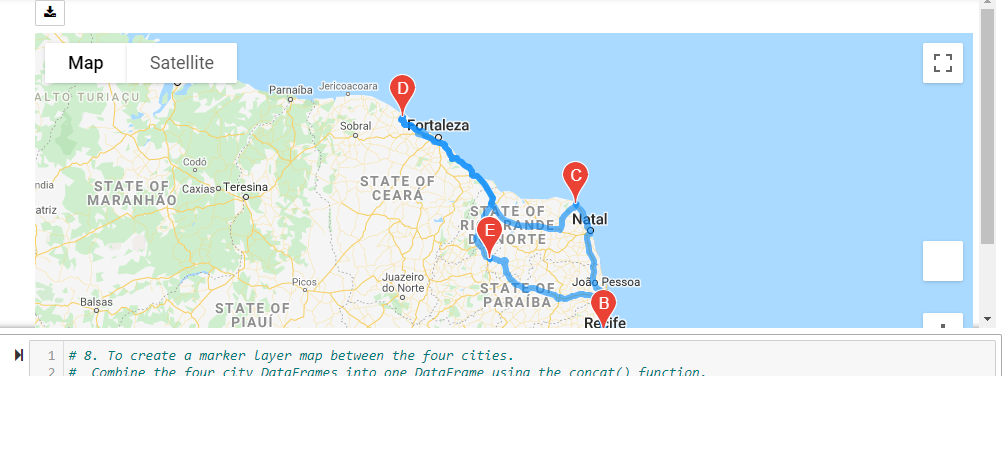 Map Satellite
D
Parnaíba
Jericoacoara
ALTO TURIAÇU
Fortaleza
Sobral
Codó
STATE OF
MARANHÃO
Caxias
Teresina
STATE OF
CEARÁ
C
STATE OF
RIO GRANDE
DO NORTE
Natal
E
Juazeiro
do Norte
Picos
João Pessoa
STATE OF
PARAÍBA
Balsas
STATE OF
PIAUÍ
B
Recife
1 # 8. To create a marker layer map between the four cities.
2 # Combine the four city DataFrames into one DataFrame using the concat() function.